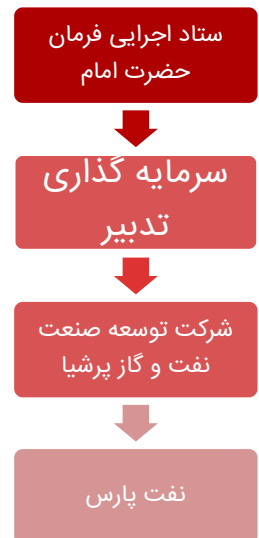 ستاد اجرایی فرمان
حضرت امام
سرمایه گذاری
تدبیر
شرکت توسعه صنعت
نفت و گاز پرشیا
نفت پارس